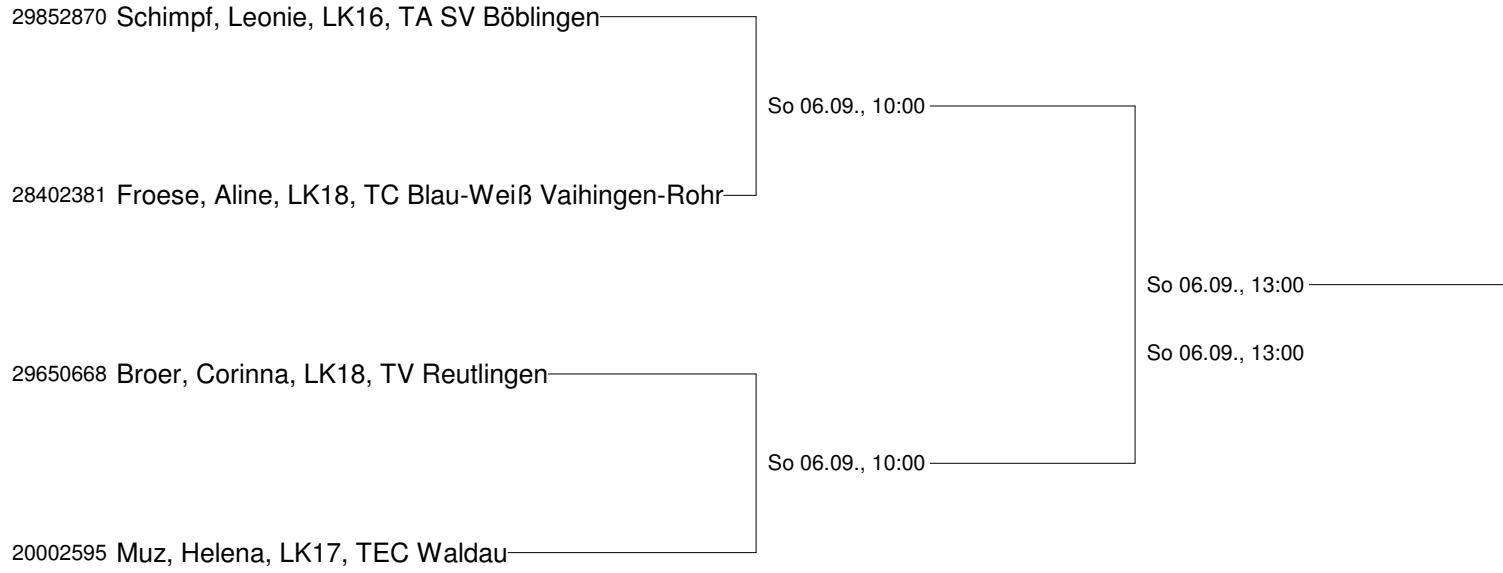 29852870 Schimpf, Leonie, LK16, TA SV Böblingen
So 06.09., 10:00
28402381 Froese, Aline, LK18, TC Blau-Weiß Vaihingen-Rohr
So 06.09., 13:00
So 06.09., 13:00
29650668 Broer, Corinna, LK18, TV Reutlingen
So 06.09., 10:00
20002595 Muz, Helena, LK17, TEC Waldau